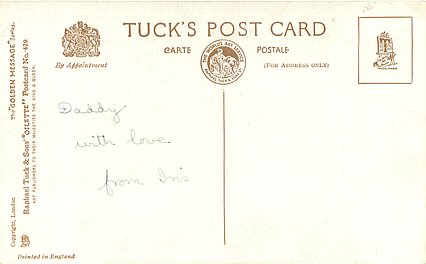 TUCK'S POST CARD
CARTE POSTALE
By Appointment
(FOR ADDRESS ONLY)
Daddy
with love
from Iris
The "GOLDEN MESSAGE" Series.
Raphael Tuck & Sons' "OILETTE" Postcard No. 429.
ART PUBLISHERS TO THEIR MAJESTIES THE KING & QUEEN.
Copyright, London
Printed in England